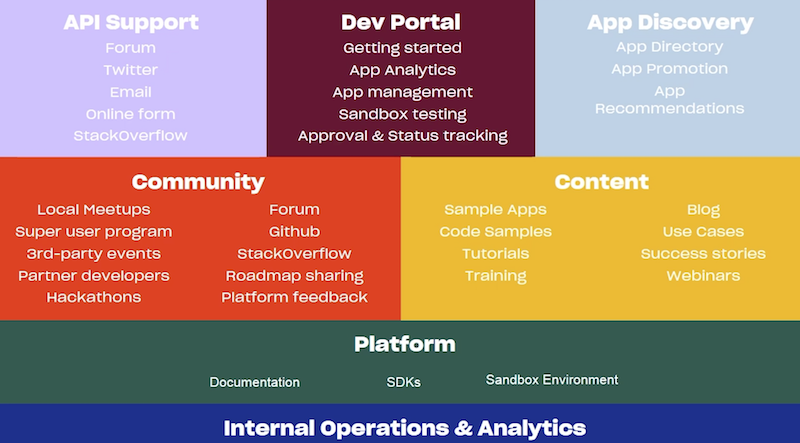 API Support
Forum
Twitter
Email
Online form
StackOverflow
Dev Portal
Getting started
App Analytics
App management
Sandbox testing
Approval & Status tracking
App Discovery
App Directory
App Promotion
App
Recommendations
Community
Local Meetups
Super user program
3rd-party events
Partner developers
Hackathons
Forum
Github
StackOverflow
Roadmap sharing
Platform feedback
Content
Sample Apps
Code Samples
Tutorials
Training
Blog
Use Cases
Success stories
Webinars
Platform
Documentation
SDKs
Sandbox Environment
Internal Operations & Analytics